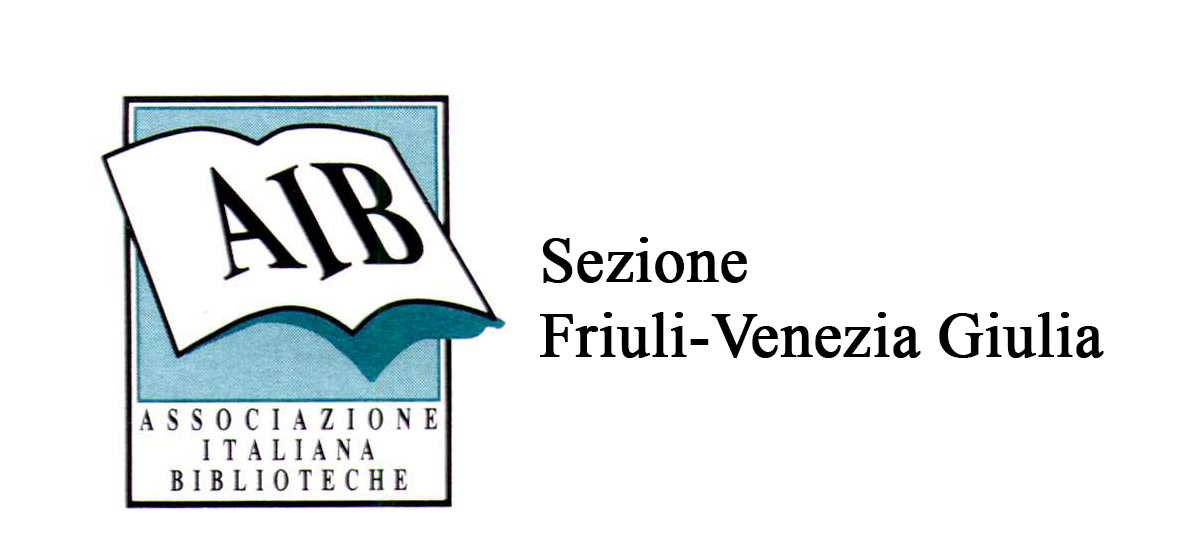 AIB
ASSOCIAZIONE
ITALIANA
BIBLIOTECHE
Sezione
Friuli-Venezia Giulia